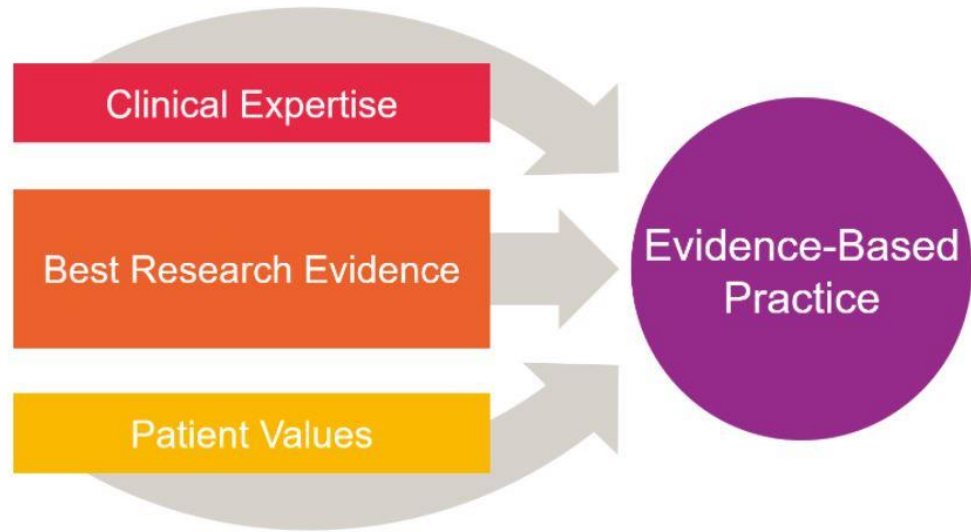 Clinical Expertise
Best Research Evidence
Patient Values
Evidence-Based
Practice